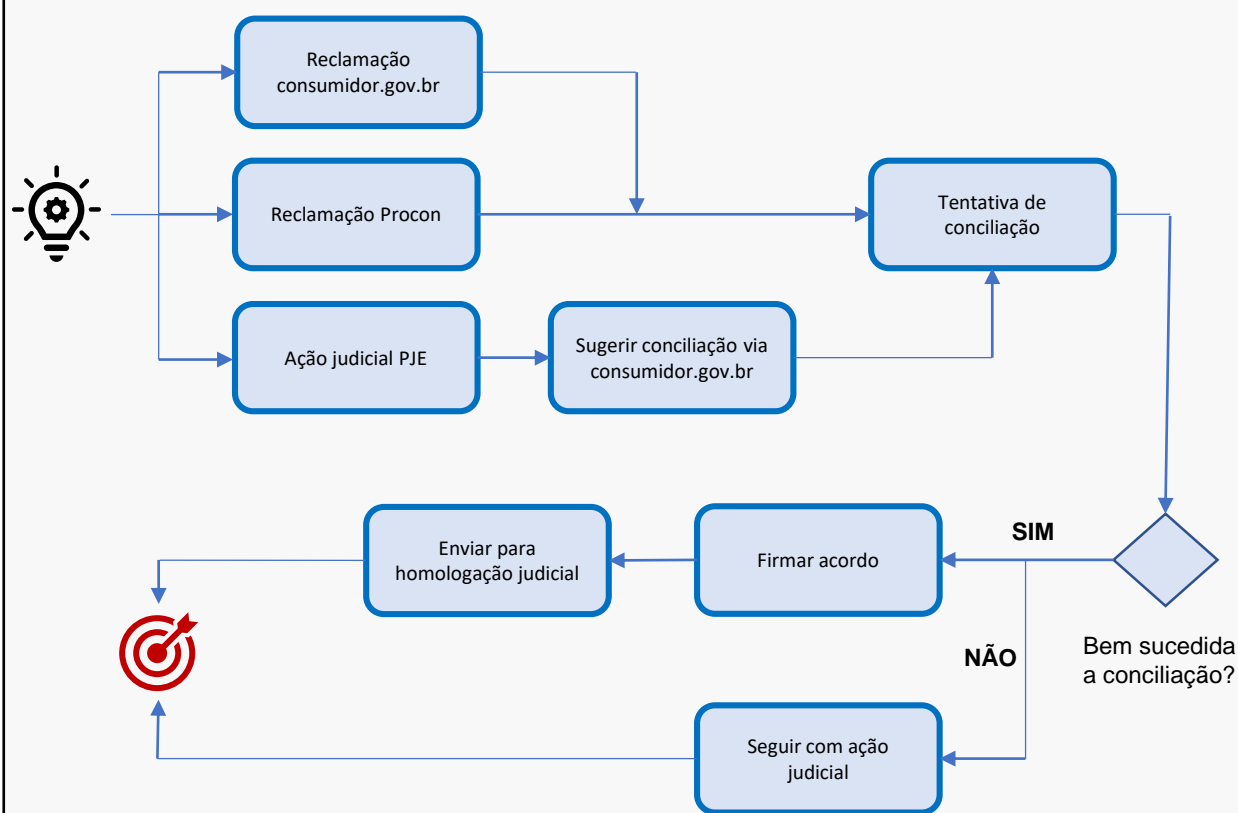 Reclamação
consumidor.gov.br
Reclamação Procon
Tentativa de
conciliação
Ação judicial PJE
Sugerir conciliação via
consumidor.gov.br
SIM
Enviar para
homologação judicial
Firmar acordo
NÃO
Bem sucedida
a conciliação?
Seguir com ação
judicial